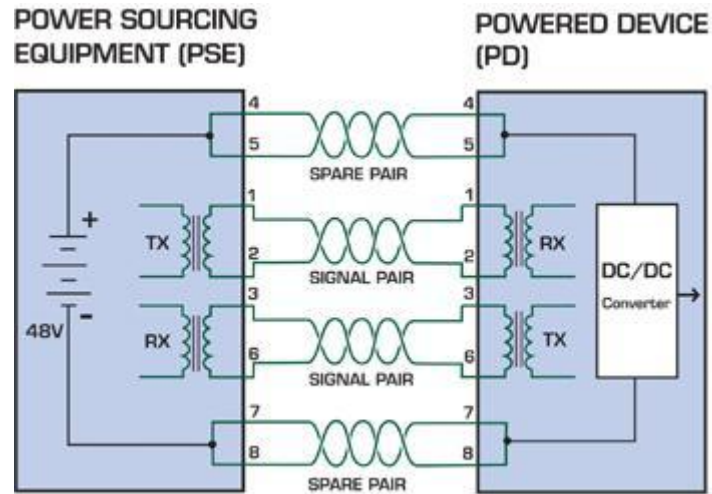 POWER SOURCING
EQUIPMENT (PSE)
POWERED DEVICE
(PD)
4
5
SPARE PAIR
4
5
+
-
48V
TX
1
2
SIGNAL PAIR
1
2
RX
RX
3
6
SIGNAL PAIR
3
6
TX
DC/DC
Converter
7
8
SPARE PAIR
7
8